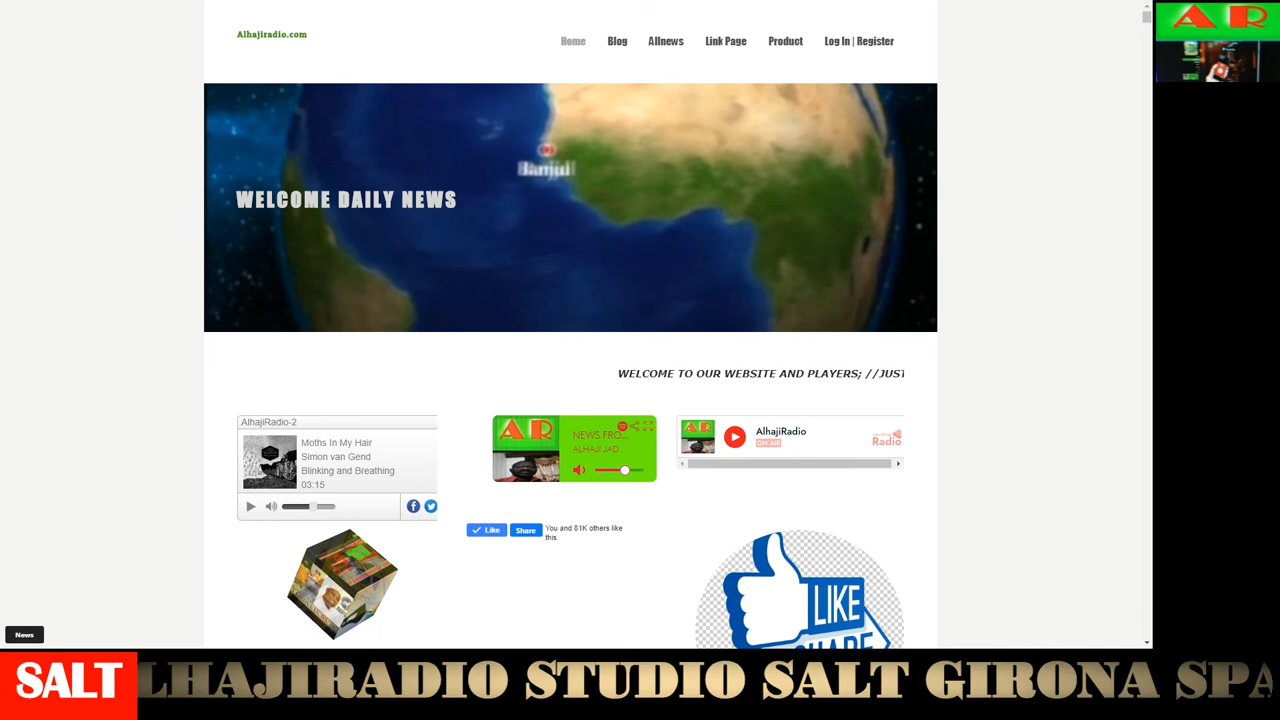 Alhajiradio.com
Home Blog Allnews Link Page Product Log In | Register
A R
Banjul
WELCOME DAILY NEWS
WELCOME TO OUR WEBSITE AND PLAYERS; //JUST
AlhajiRadio-2
Moths In My Hair
Simon van Gend
Blinking and Breathing
03:15
A R
NEWS FRO...
ALHAJI JAD...
A R
AlhajiRadio
ON AIR
Radio
Like Share You and 81K others like this.
LIKE
SHARE
News
SALT
ALHAJIRADIO STUDIO SALT GIRONA SPA